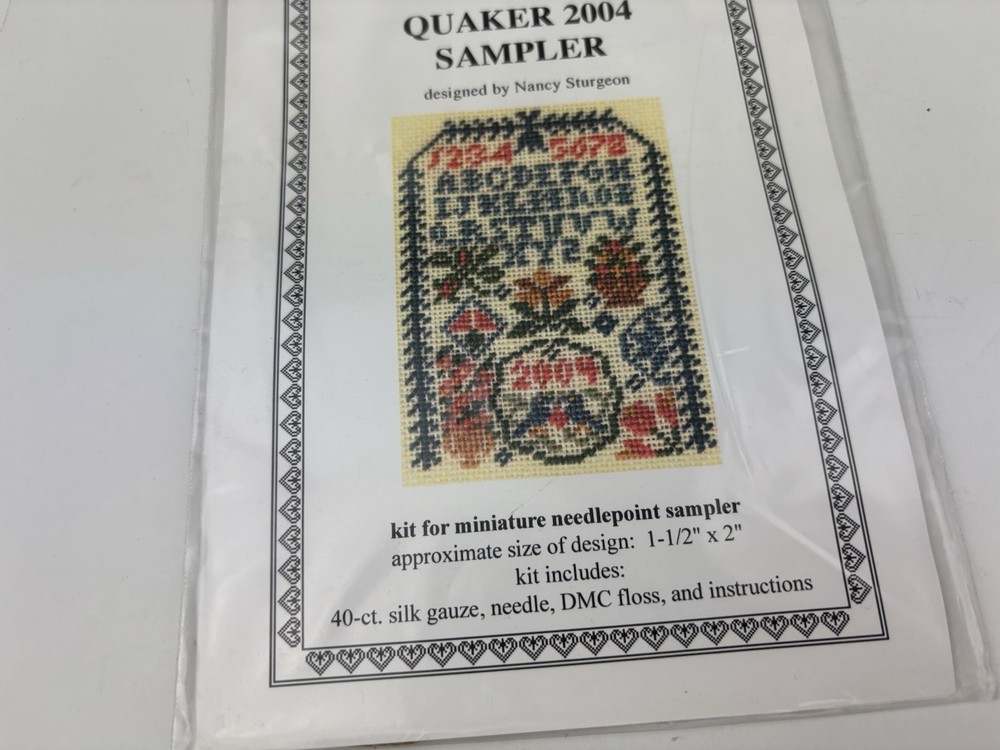 QUAKER 2004
SAMPLER
designed by Nancy Sturgeon
1234 5678
2004
kit for miniature needlepoint sampler
approximate size of design: 1-1/2" x 2"
kit includes:
40-ct. silk gauze, needle, DMC floss, and instructions